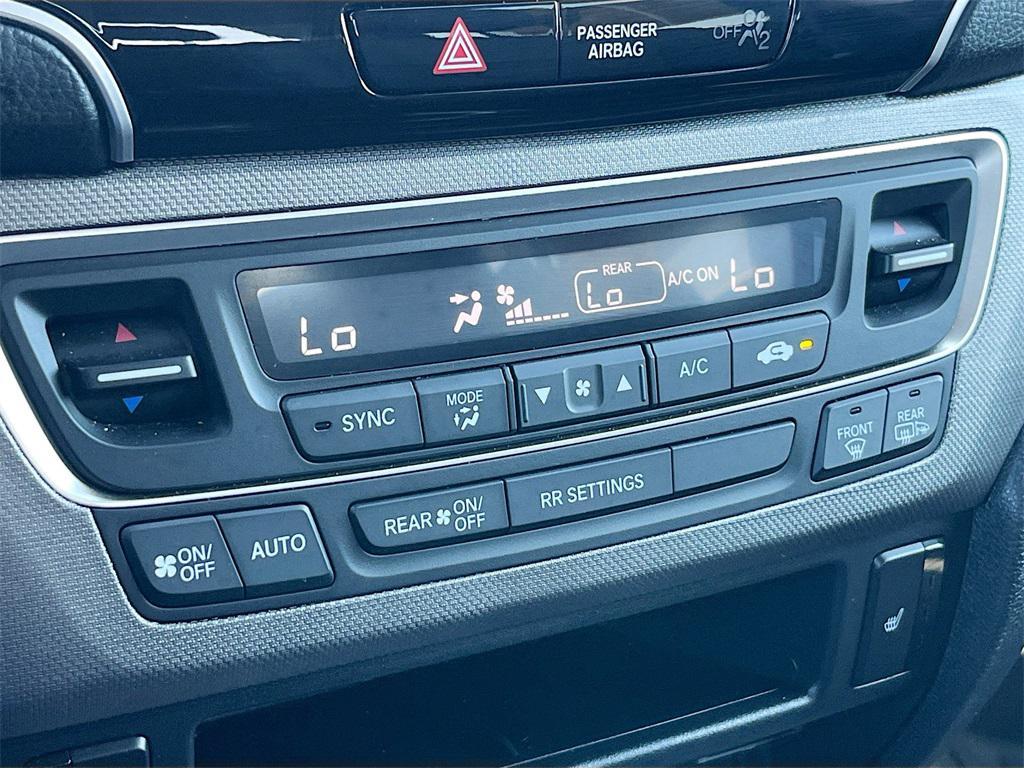 PASSENGER
AIRBAG
OFF
2
REAR
Lo
Lo
A/C ON
Lo
SYNC
MODE
A/C
FRONT
REAR
REAR ON/
OFF
RR SETTINGS
ON/
OFF
AUTO